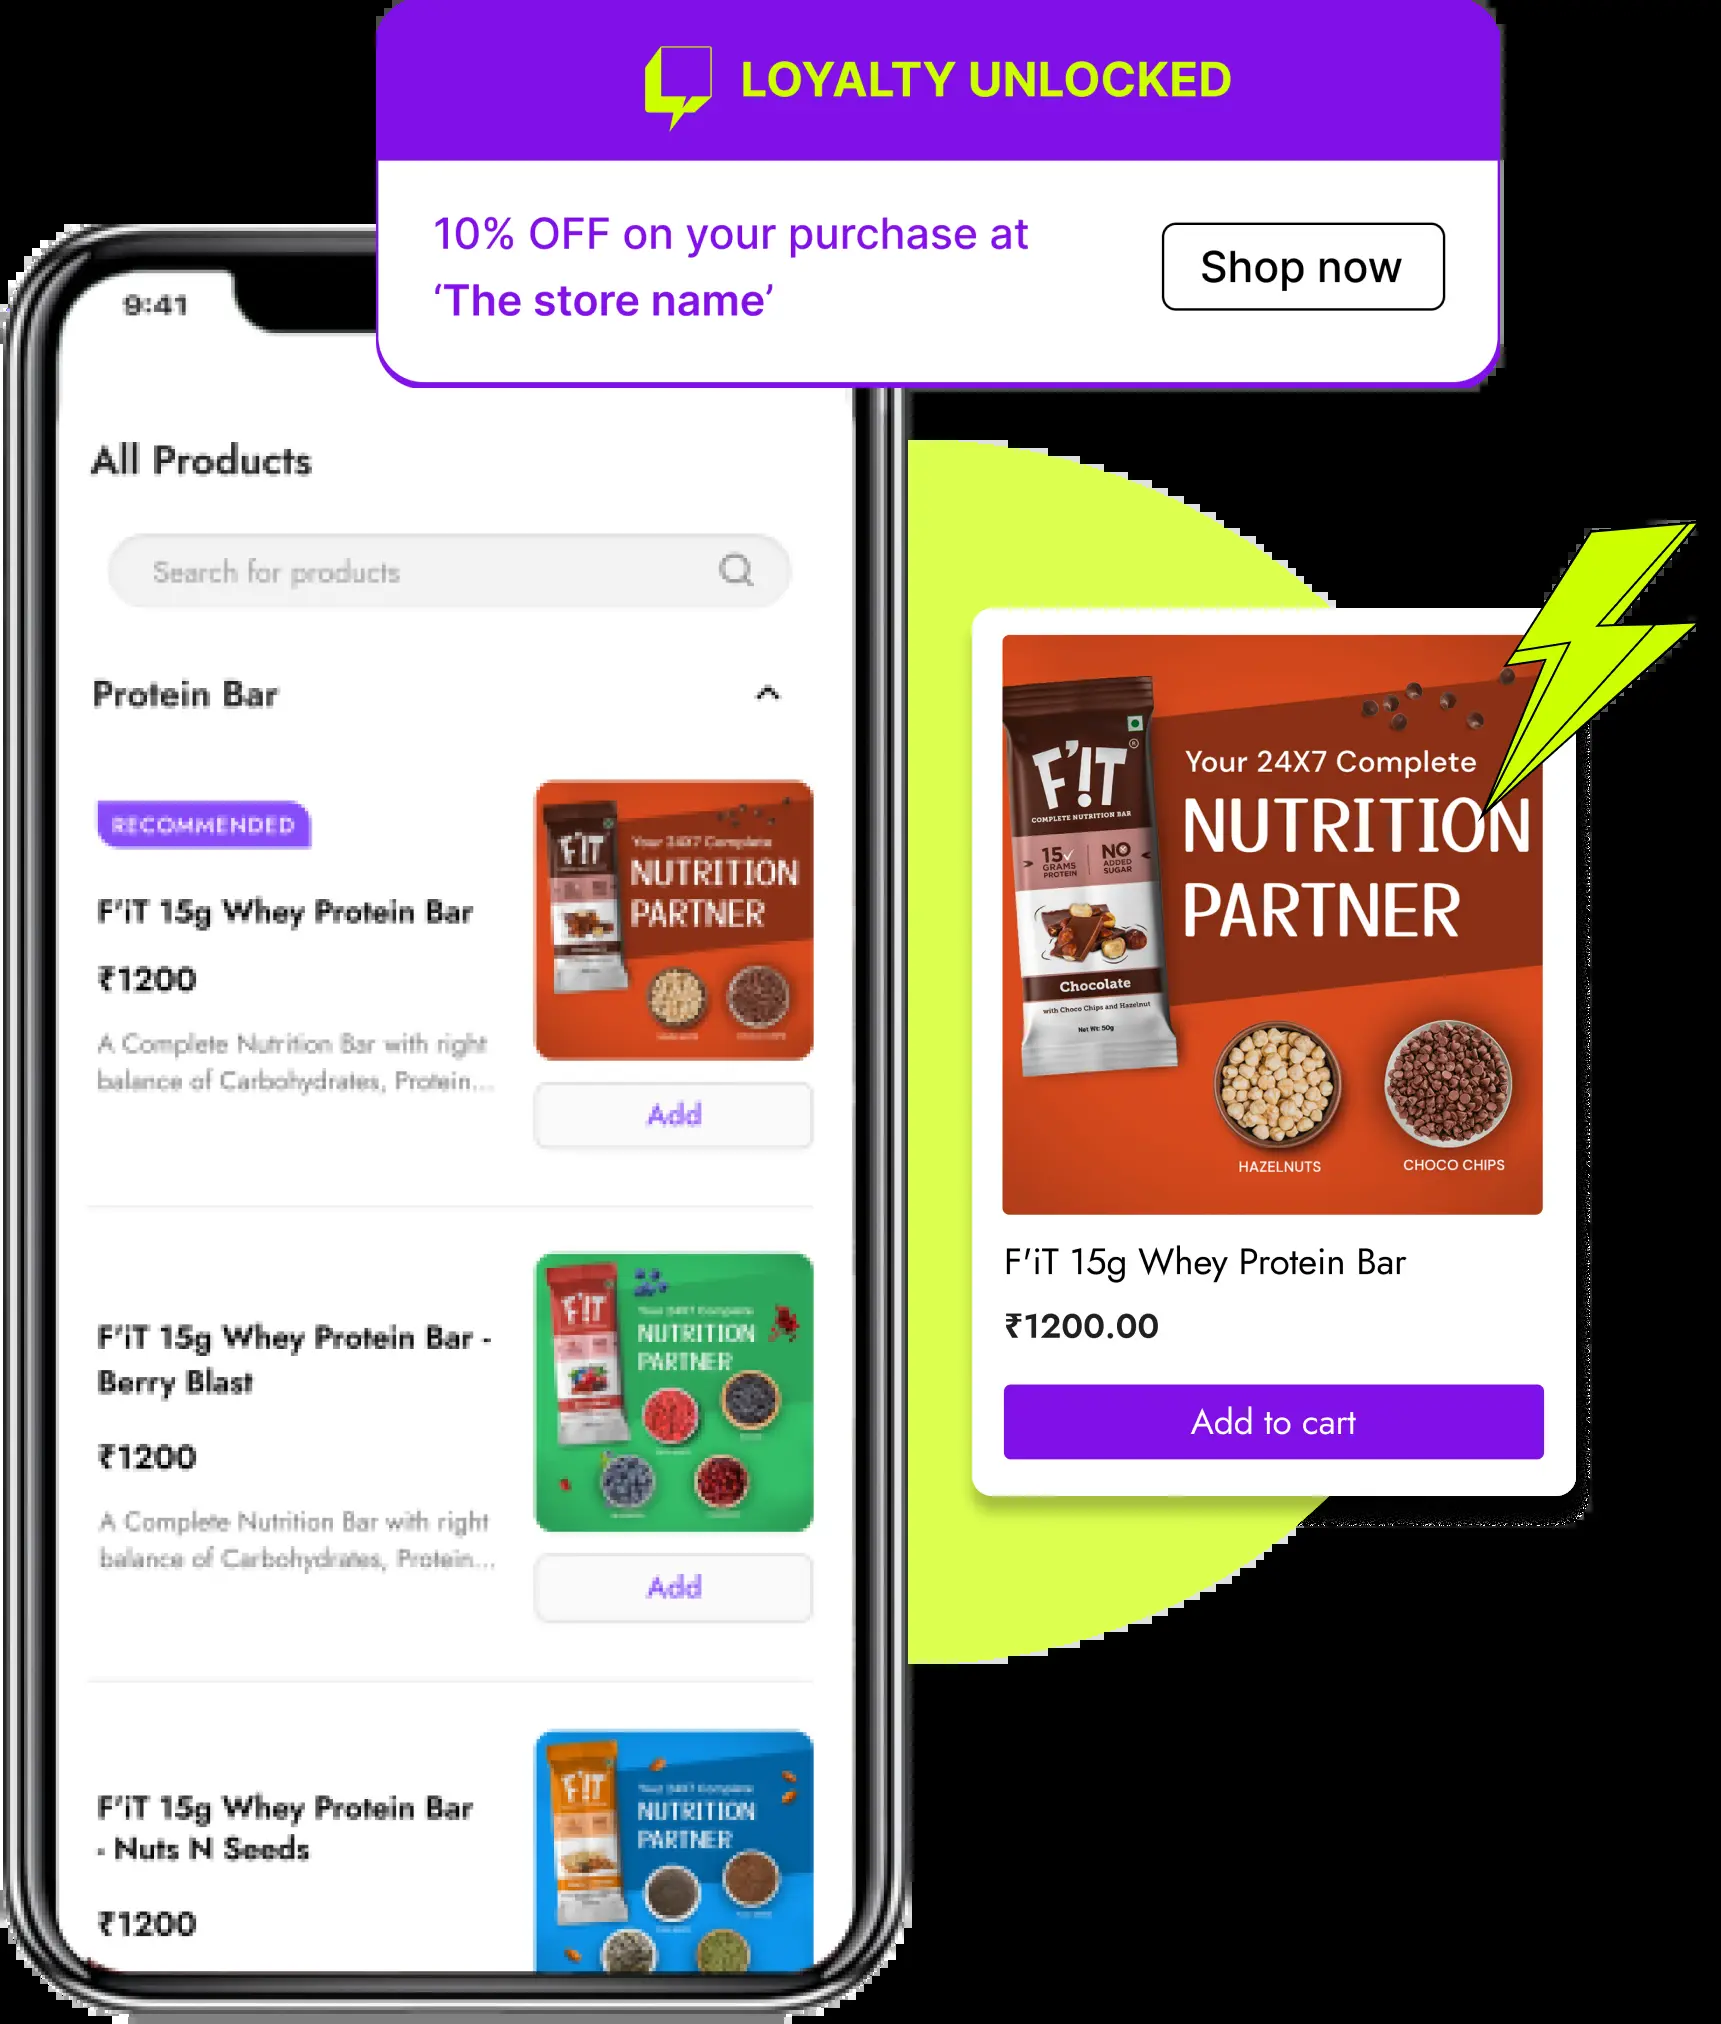 LOYALTY UNLOCKED
10% OFF on your purchase at
‘The store name’
Shop now
9:41
All Products
Search for products
Protein Bar
RECOMMENDED
F'iT 15g Whey Protein Bar
₹1200
A Complete Nutrition Bar with right
balance of Carbohydrates, Protein...
F!T
Your 24X7 Complete
NUTRITION
PARTNER
Add
F'iT 15g Whey Protein Bar -
Berry Blast
₹1200
A Complete Nutrition Bar with right
balance of Carbohydrates, Protein...
F!T
Your 24X7 Complete
NUTRITION
PARTNER
Add
F'iT 15g Whey Protein Bar
- Nuts N Seeds
₹1200
F!T
Your 24X7 Complete
NUTRITION
PARTNER
F'!T®
COMPLETE NUTRITION BAR
15
GRAMS
PROTEIN
NO
ADDED
SUGAR
Chocolate
with Choco Chips and Hazelnut
Net Wt: 50g
Your 24X7 Complete
NUTRITION
PARTNER
HAZELNUTS
CHOCO CHIPS
F'iT 15g Whey Protein Bar
₹1200.00
Add to cart